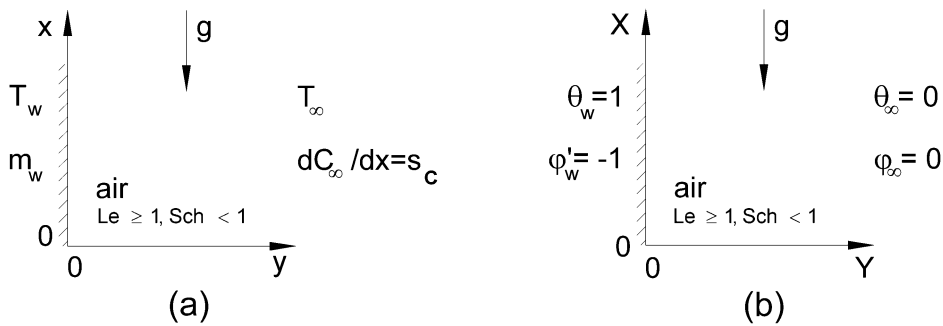 x
g
T_w
T_∞
m_w
dC_∞/dx=s_c
air
Le ≥ 1, Sch < 1
0
0
y
(a)
X
g
θ_w=1
θ_∞= 0
φ'_w= -1
φ_∞= 0
air
Le ≥ 1, Sch < 1
0
0
Y
(b)